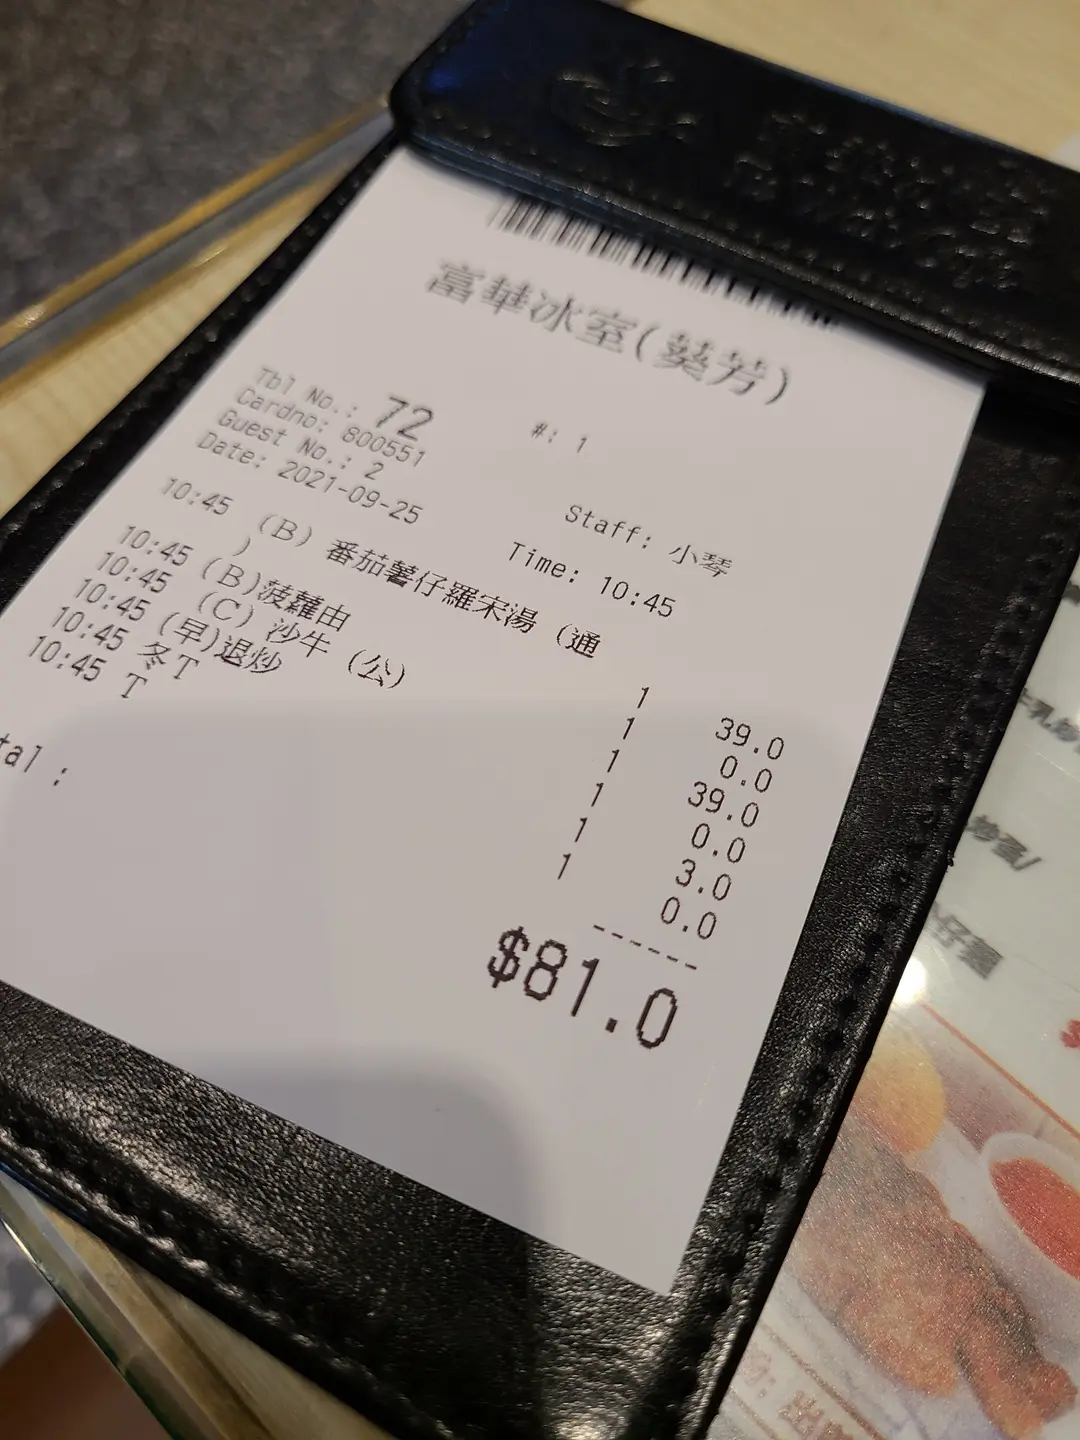 富華冰室(葵芳)
Tbl No.: 72 #: 1
Cardno: 800551
Guest No.: 2 Staff: 小琴
Date: 2021-09-25 Time: 10:45
10:45 (B) 番茄薯仔羅宋湯 (通
) 1 39.0
10:45 (B)菠蘿由 1 0.0
10:45 (C) 沙牛 (公) 1 39.0
10:45 (早)退炒 1 0.0
10:45 冬T 1 3.0
10:45 T 1 0.0
------
tal : $81.0